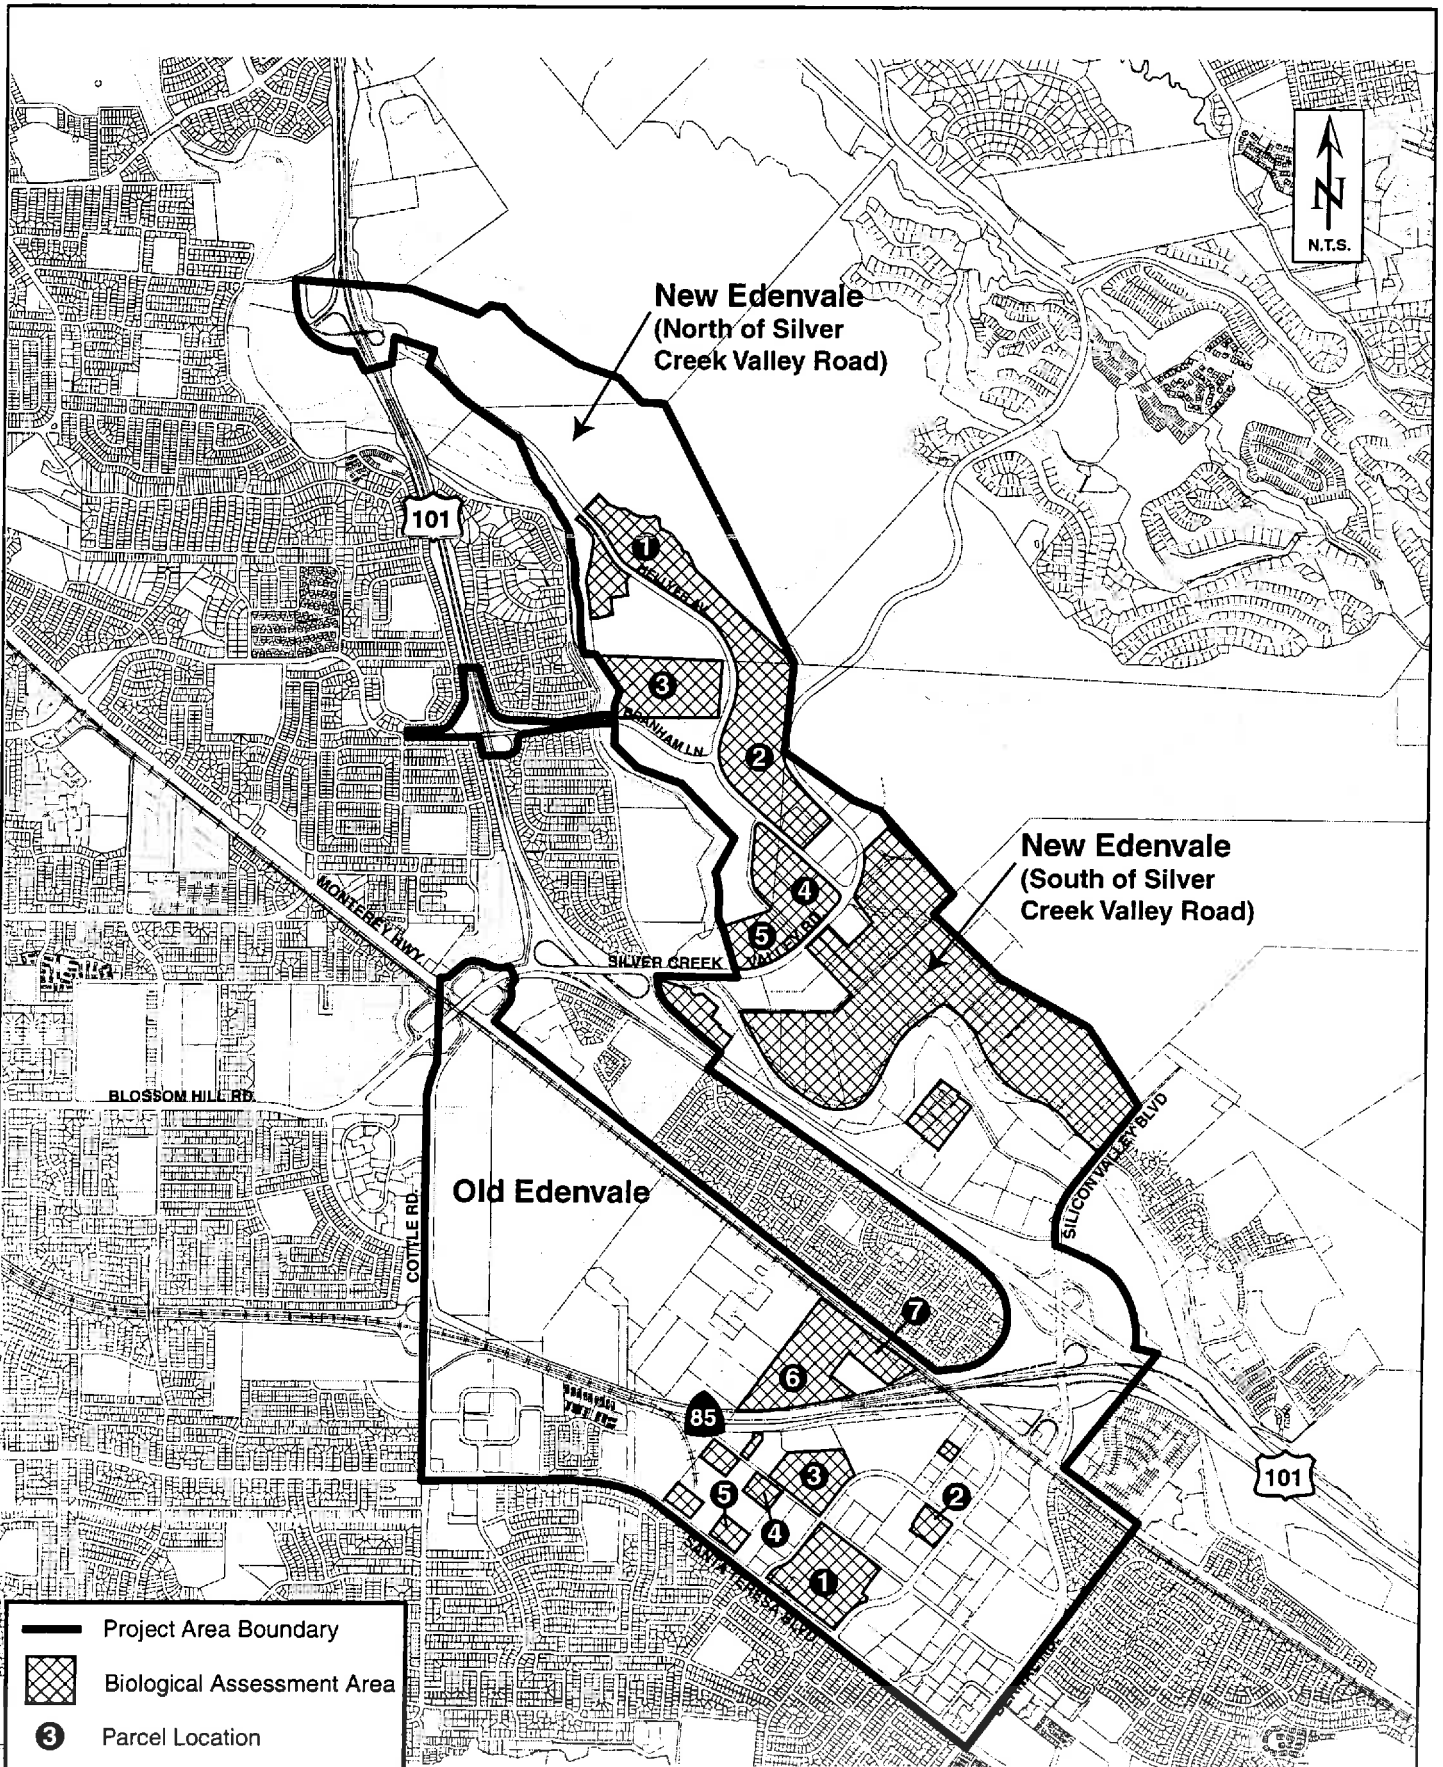 N
N.T.S.
New Edenvale
(North of Silver
Creek Valley Road)
101
1
HELLYER AV
3
BRANHAM LN
2
New Edenvale
(South of Silver
Creek Valley Road)
4
5
MONTEREY HWY
SILVER CREEK
VALLEY RD
BLOSSOM HILL RD.
SILICON VALLEY BLVD
Old Edenvale
COTTLE RD.
7
6
85
3
101
5
2
4
1
SANTA TERESA BLVD
Project Area Boundary
Biological Assessment Area
3
Parcel Location